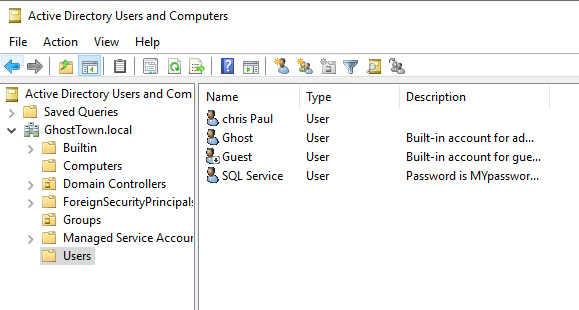 Active Directory Users and Computers
File Action View Help
Active Directory Users and Com
Saved Queries
GhostTown.local
Builtin
Computers
Domain Controllers
ForeignSecurityPrincipals
Groups
Managed Service Accour
Users
Name Type Description
chris Paul User
Ghost User Built-in account for ad...
Guest User Built-in account for gue...
SQL Service User Password is MYpasswor...